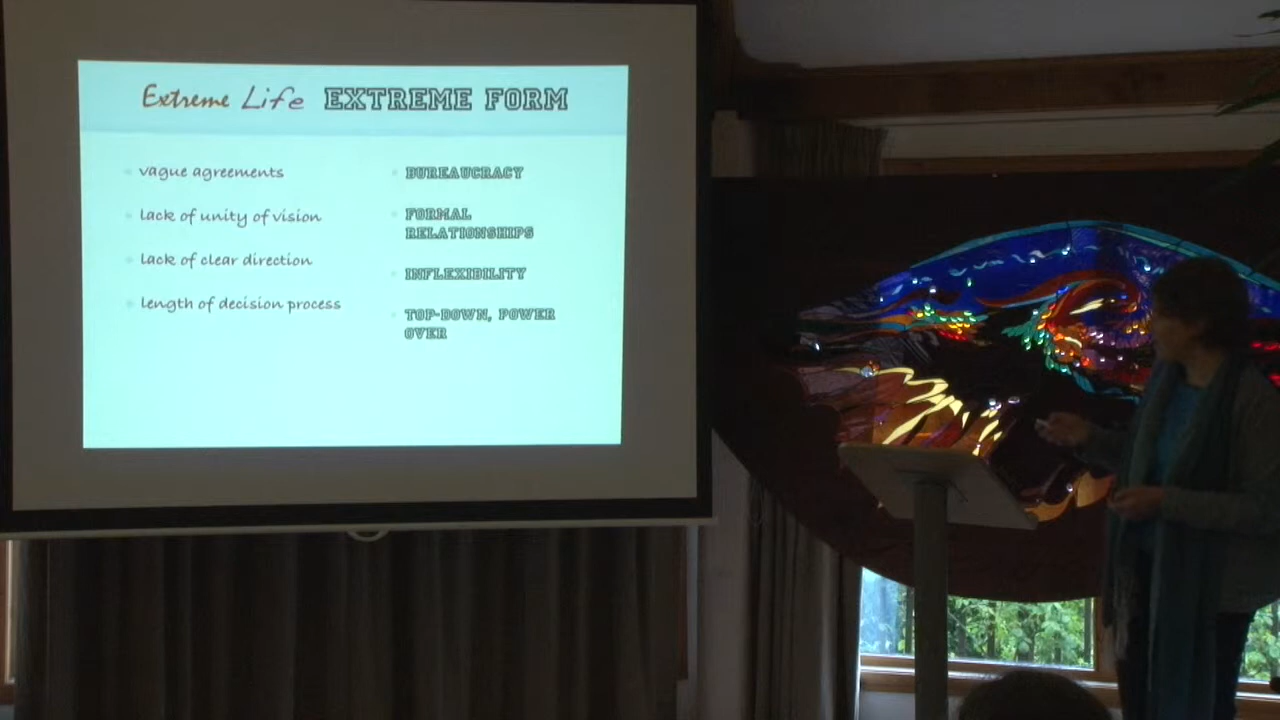 Extreme Life EXTREME FORM
vague agreements
lack of unity of vision
lack of clear direction
length of decision process
BUREAUCRACY
FORMAL
RELATIONSHIPS
INFLEXIBILITY
TOP-DOWN, POWER
OVER